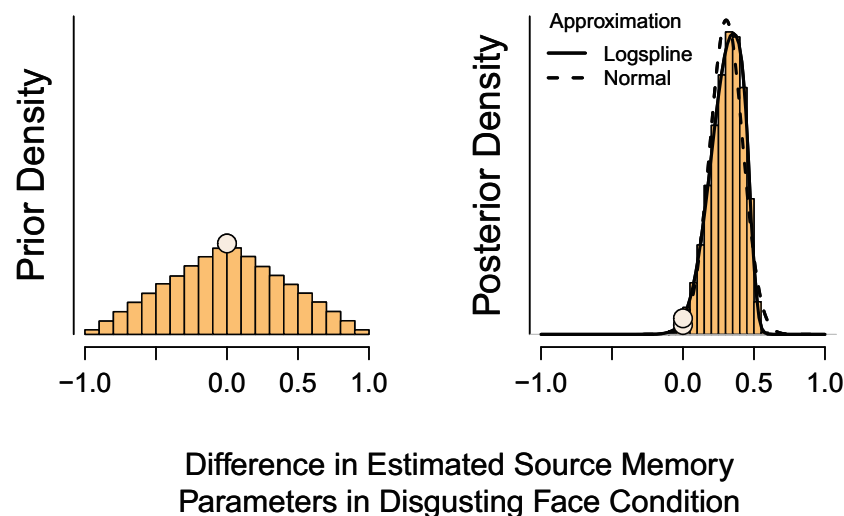 Prior Density
−1.0 0.0 0.5 1.0
Posterior Density
Approximation
Logspline
Normal
−1.0 0.0 0.5 1.0
Difference in Estimated Source Memory
Parameters in Disgusting Face Condition